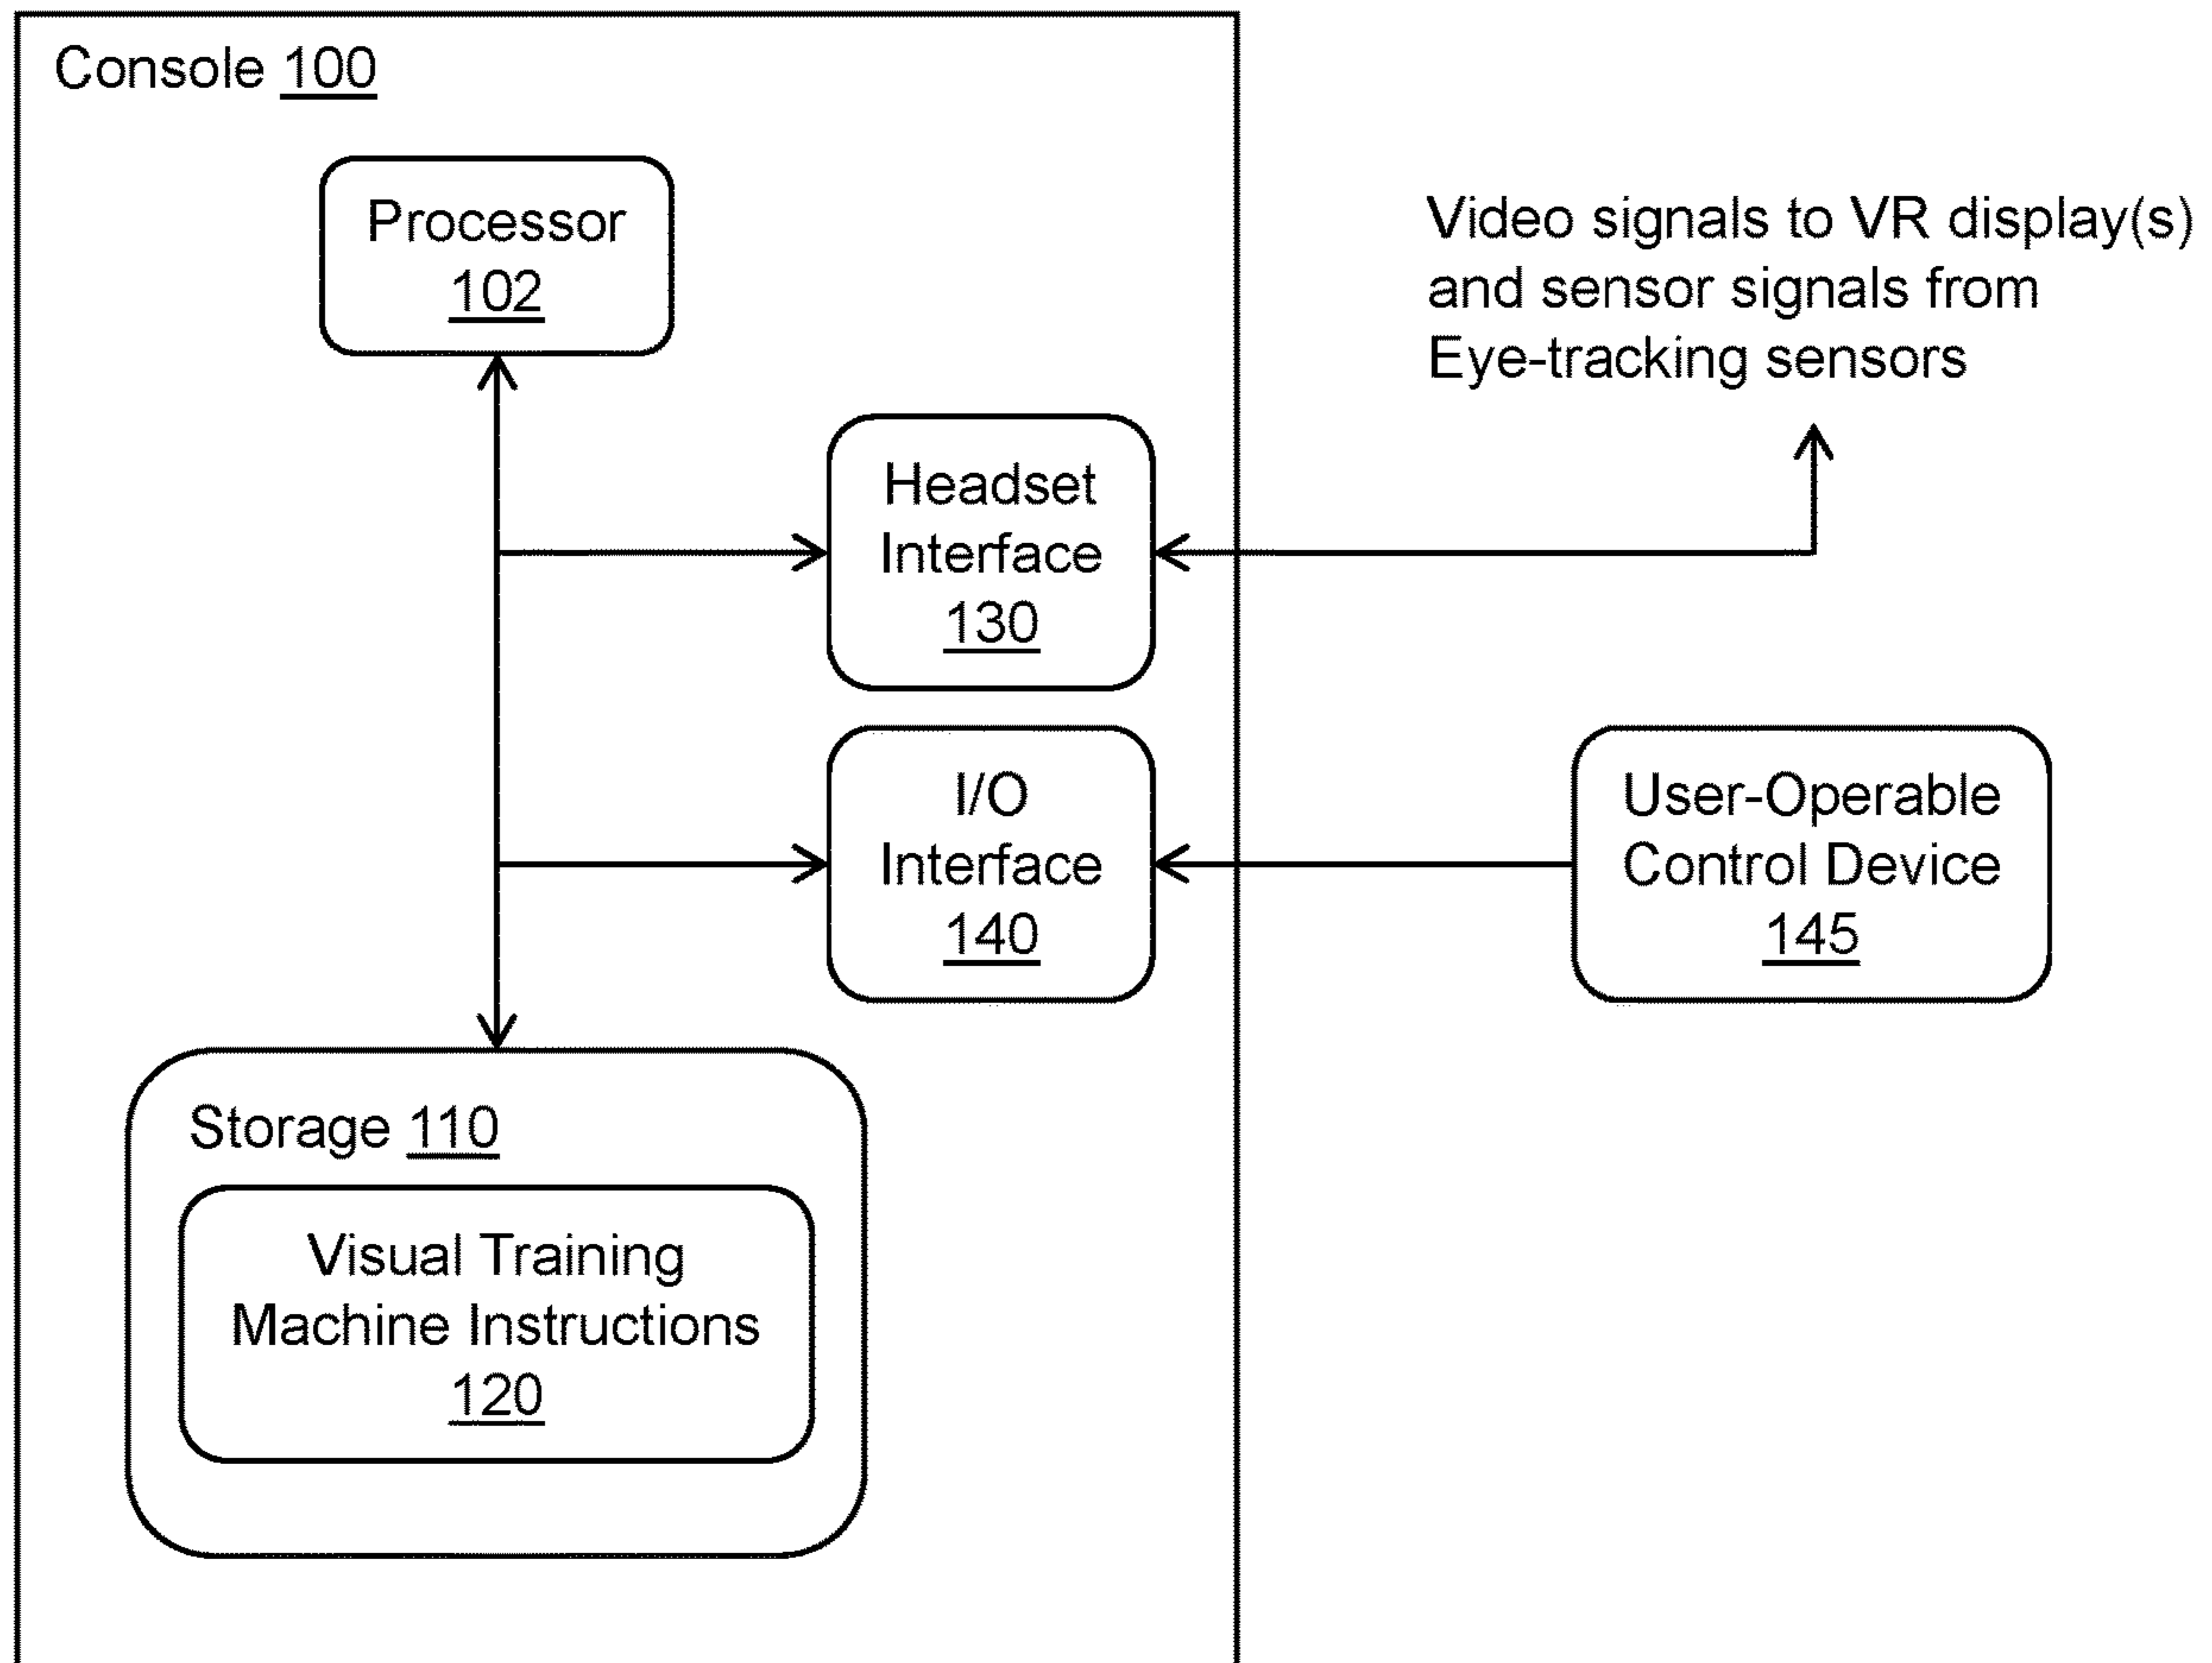 Console 100
Processor
102
Video signals to VR display(s)
and sensor signals from
Eye-tracking sensors
Headset
Interface
130
I/O
Interface
140
User-Operable
Control Device
145
Storage 110
Visual Training
Machine Instructions
120